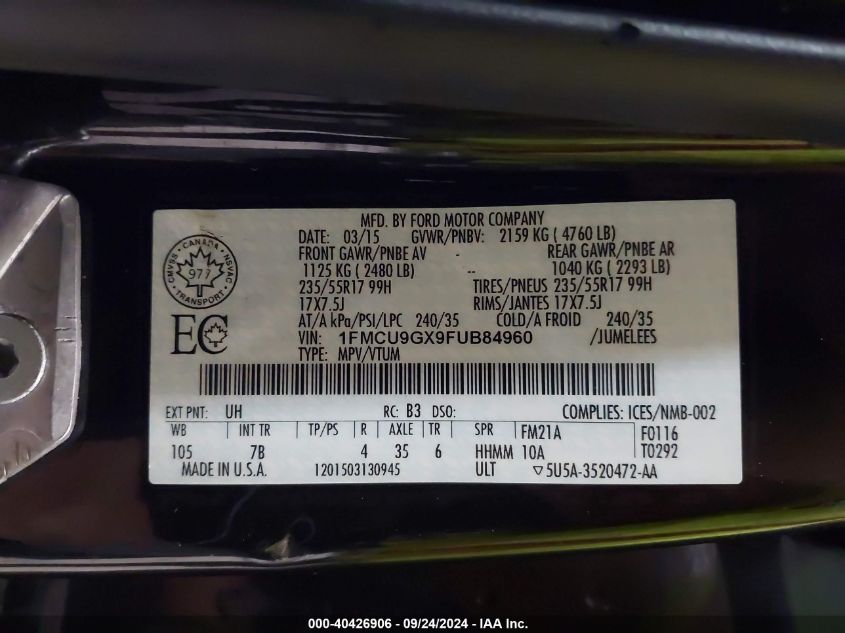 MFD. BY FORD MOTOR COMPANY
DATE: 03/15 GVWR/PNBV: 2159 KG ( 4760 LB)
FRONT GAWR/PNBE AV REAR GAWR/PNBE AR
1125 KG ( 2480 LB) -- 1040 KG ( 2293 LB)
235/55R17 99H TIRES/PNEUS 235/55R17 99H
17X7.5J RIMS/JANTES 17X7.5J
AT/A kPa/PSI/LPC 240/35 COLD/A FROID 240/35
VIN: 1FMCU9GX9FUB84960 /JUMELEES
TYPE: MPV/VTUM
CANADA
CMVSS NSVAC
977
TRANSPORT
EC
EXT PNT: UH RC: B3 DSO: COMPLIES: ICES/NMB-002
WB INT TR TP/PS R AXLE TR SPR FM21A F0116
105 7B 4 35 6 HHMM 10A T0292
MADE IN U.S.A. 1201503130945 ULT ▽5U5A-3520472-AA
000-40426906 - 09/24/2024 - IAA Inc.